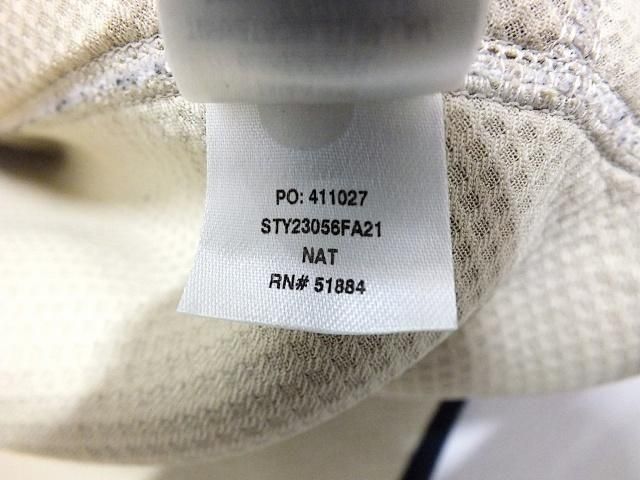 PO: 411027
STY23056FA21
NAT
RN# 51884